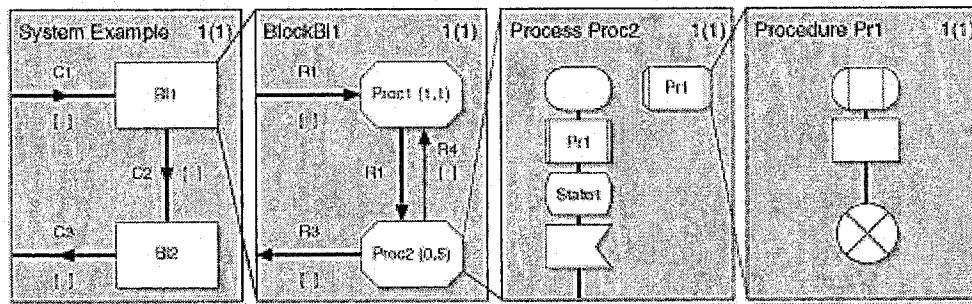 System Example 1(1)
C1
Bl1
[ ]
C2 [ ]
C3
Bl2
[ ]
BlockBl1 1(1)
R1
Proc1 (1,1)
[ ]
R4
R1 [ ]
R3
Proc2 (0,5)
[ ]
Process Proc2 1(1)
Pr1
Pr1
State1
Procedure Pr1 1(1)